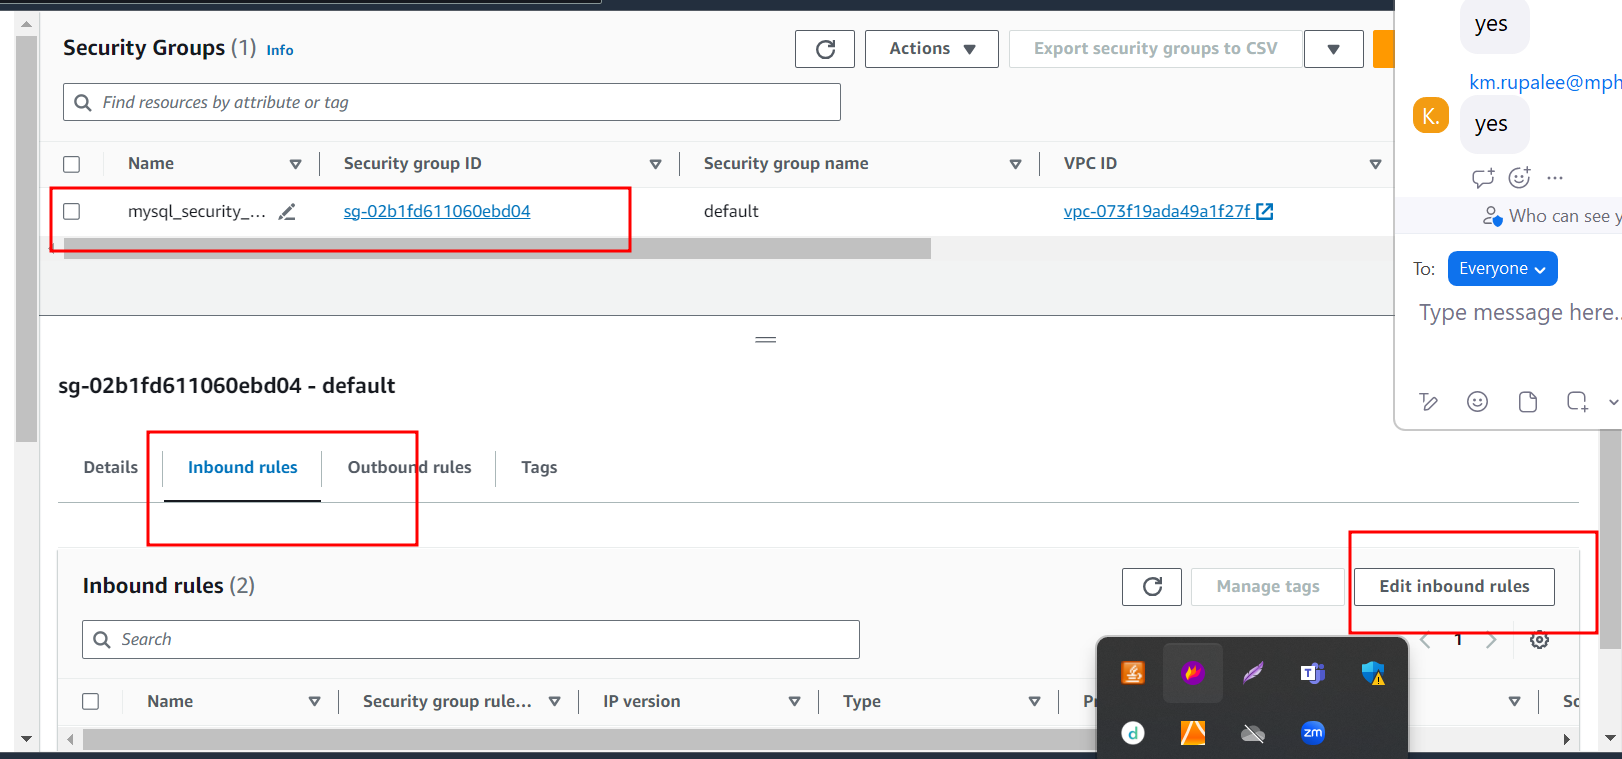 Security Groups (1) Info
Actions
Export security groups to CSV
Find resources by attribute or tag
Name
Security group ID
Security group name
VPC ID
mysql_security_...
sg-02b1fd611060ebd04
default
vpc-073f19ada49a1f27f
sg-02b1fd611060ebd04 - default
Details
Inbound rules
Outbound rules
Tags
Inbound rules (2)
Manage tags
Edit inbound rules
Search
1
Name
Security group rule...
IP version
Type
yes
km.rupalee@mph
K.
yes
Who can see y
To:
Everyone
Type message here..
zm